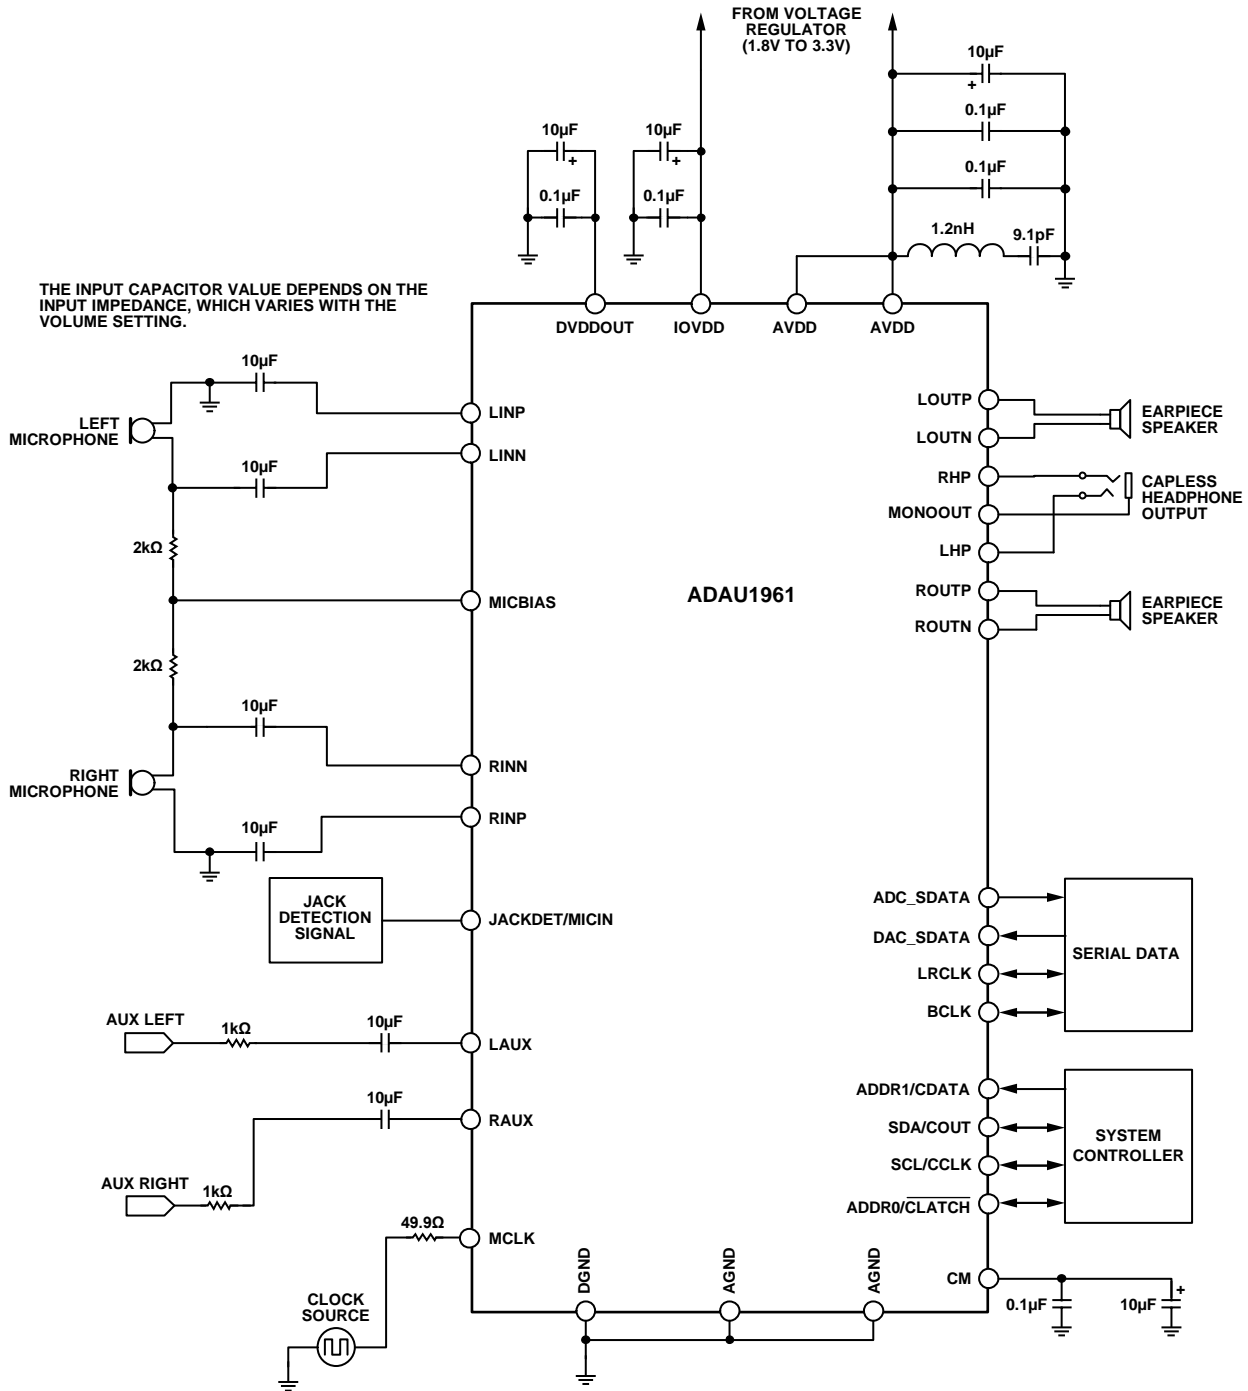 FROM VOLTAGE
REGULATOR
(1.8V TO 3.3V)
10µF
+
0.1µF
0.1µF
1.2nH
9.1pF
10µF
+
0.1µF
10µF
+
0.1µF
THE INPUT CAPACITOR VALUE DEPENDS ON THE
INPUT IMPEDANCE, WHICH VARIES WITH THE
VOLUME SETTING.
DVDDOUT
IOVDD
AVDD
AVDD
10µF
LEFT
MICROPHONE
LINP
LINN
10µF
2kΩ
MICBIAS
2kΩ
10µF
RINN
RIGHT
MICROPHONE
RINP
10µF
JACK
DETECTION
SIGNAL
JACKDET/MICIN
AUX LEFT
1kΩ
10µF
LAUX
10µF
RAUX
AUX RIGHT
1kΩ
49.9Ω
MCLK
CLOCK
SOURCE
ADAU1961
LOUTP
LOUTN
EARPIECE
SPEAKER
RHP
MONOOUT
LHP
CAPLESS
HEADPHONE
OUTPUT
ROUTP
ROUTN
EARPIECE
SPEAKER
ADC_SDATA
DAC_SDATA
LRCLK
BCLK
SERIAL DATA
ADDR1/CDATA
SDA/COUT
SCL/CCLK
ADDR0/CLATCH
SYSTEM
CONTROLLER
DGND
AGND
AGND
CM
0.1µF
10µF
+